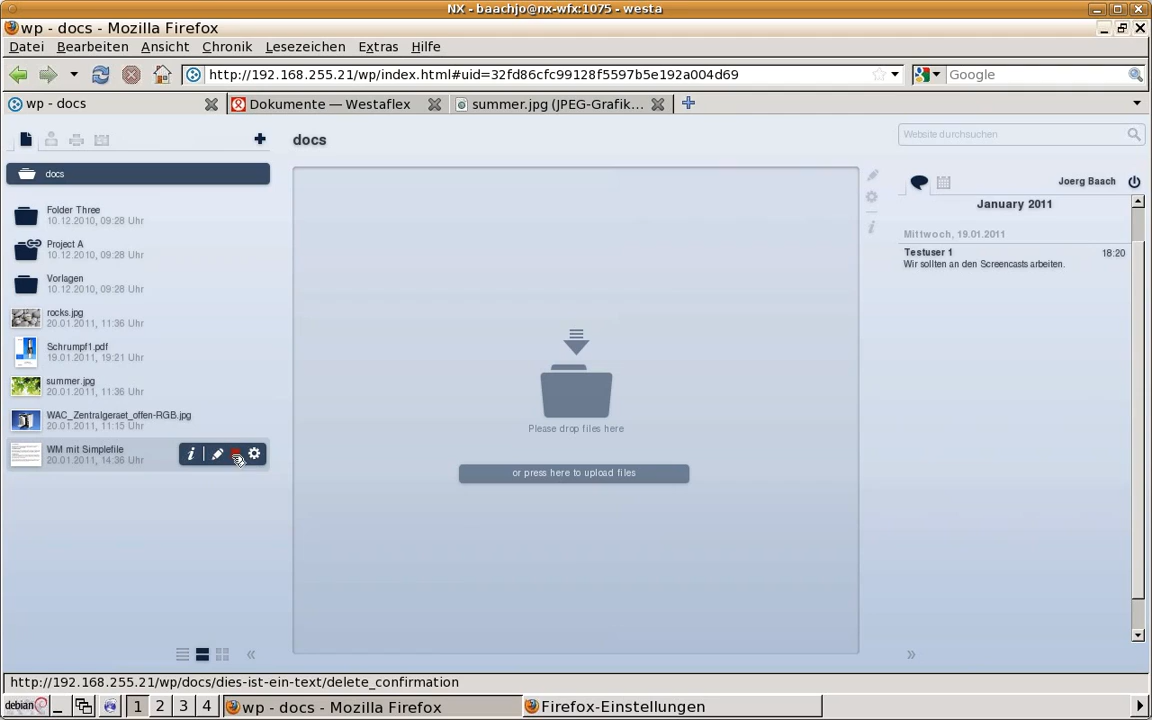 NX - baachjo@nx-wfx:1075 - westa
wp - docs - Mozilla Firefox
Datei Bearbeiten Ansicht Chronik Lesezeichen Extras Hilfe
http://192.168.255.21/wp/index.html#uid=32fd86cfc99128f5597b5e192a004d69
Google
wp - docs
Dokumente — Westaflex
summer.jpg (JPEG-Grafik...
docs
Website durchsuchen
docs
Joerg Baach
January 2011
Folder Three
10.12.2010, 09:28 Uhr
Project A
10.12.2010, 09:28 Uhr
Vorlagen
10.12.2010, 09:28 Uhr
rocks.jpg
20.01.2011, 11:36 Uhr
Schrumpf1.pdf
19.01.2011, 19:21 Uhr
summer.jpg
20.01.2011, 11:36 Uhr
WAC_Zentralgeraet_offen-RGB.jpg
20.01.2011, 11:15 Uhr
WM mit Simplefile
20.01.2011, 14:36 Uhr
Please drop files here
or press here to upload files
Mittwoch, 19.01.2011
Testuser 1 18:20
Wir sollten an den Screencasts arbeiten.
http://192.168.255.21/wp/docs/dies-ist-ein-text/delete_confirmation
debian 1 2 3 4 wp - docs - Mozilla Firefox Firefox-Einstellungen